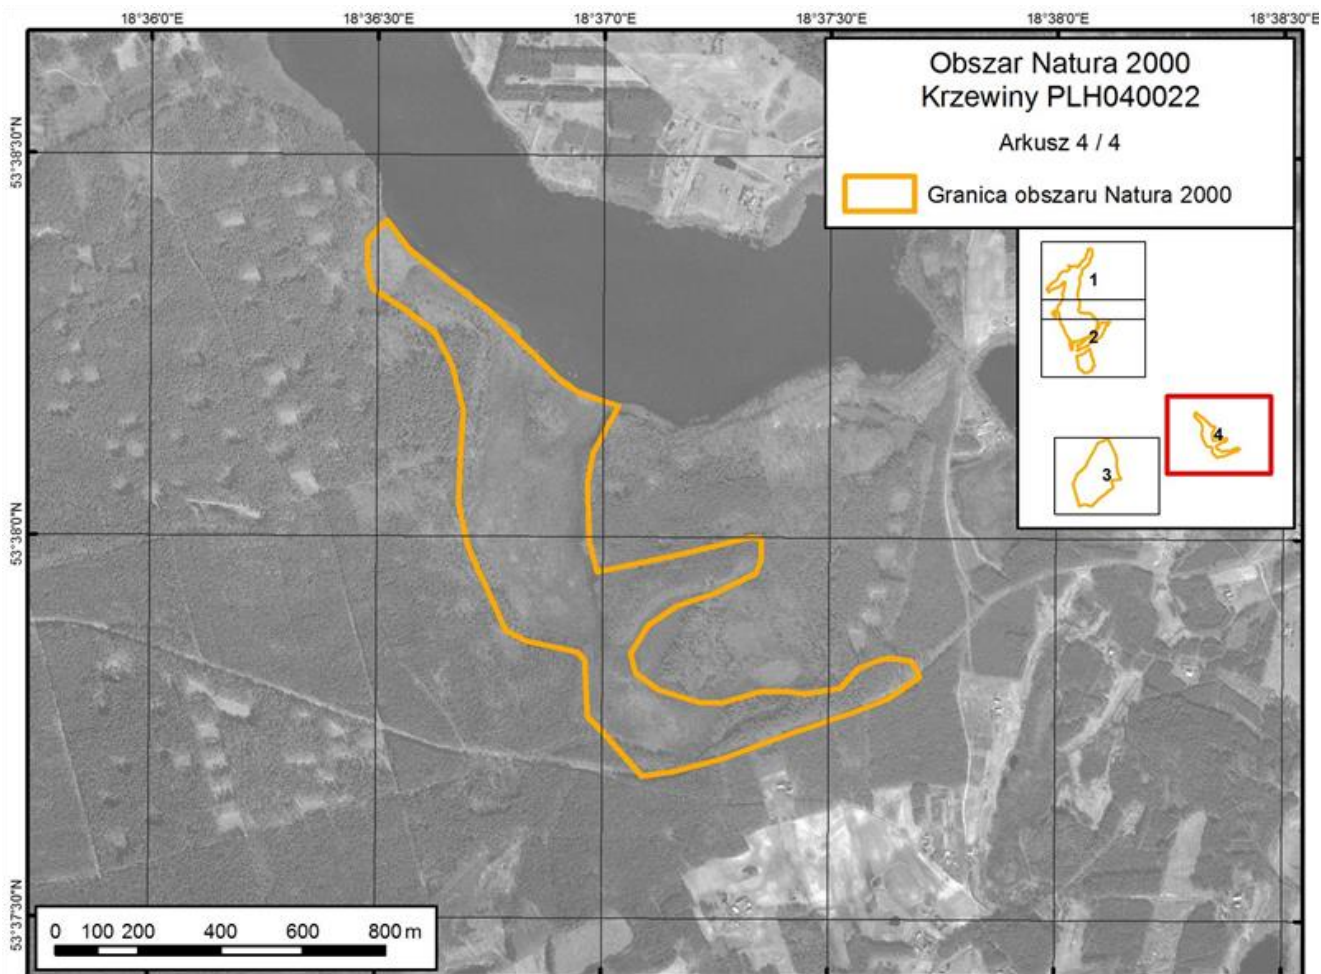 18°36'0"E 18°36'30"E 18°37'0"E 18°37'30"E 18°38'0"E 18°38'30"E
Obszar Natura 2000
Krzewiny PLH040022
Arkusz 4 / 4
Granica obszaru Natura 2000
1
2
3
4
53°38'30"N
53°38'0"N
53°37'30"N
0 100 200 400 600 800 m